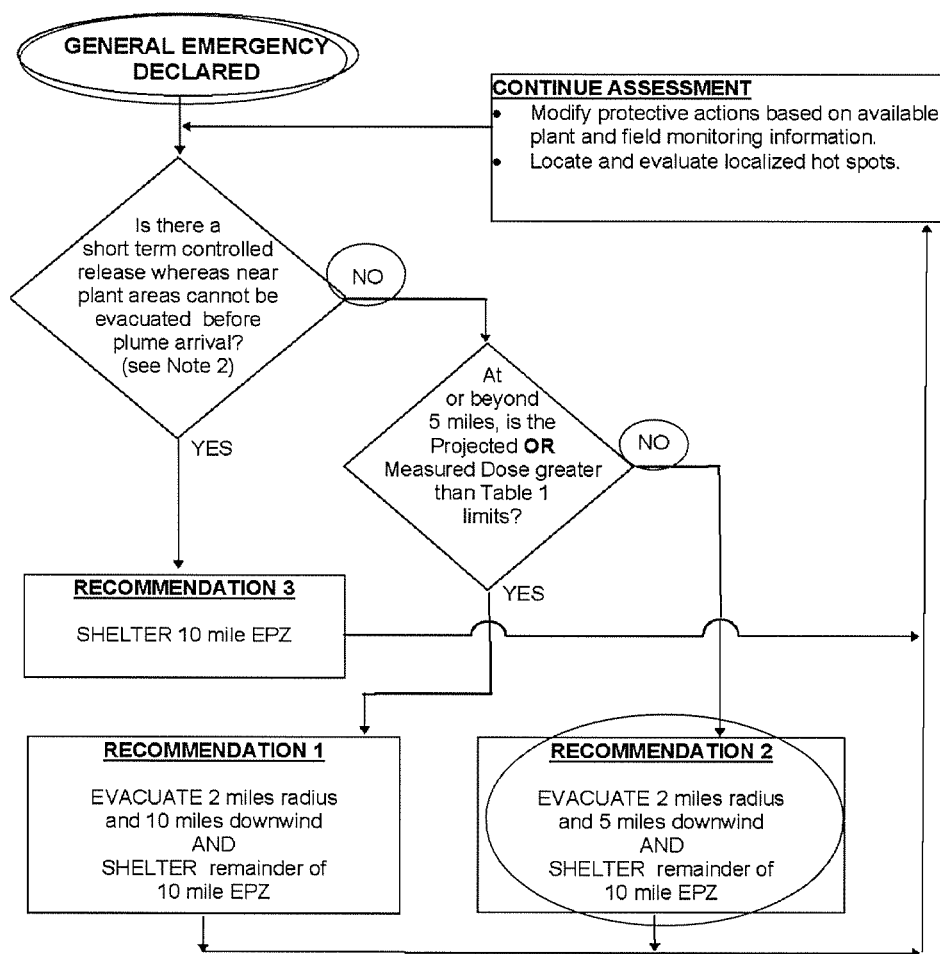 GENERAL EMERGENCY
DECLARED
CONTINUE ASSESSMENT
• Modify protective actions based on available
plant and field monitoring information.
• Locate and evaluate localized hot spots.
Is there a
short term controlled
release whereas near
plant areas cannot be
evacuated before
plume arrival?
(see Note 2)
NO
YES
At
or beyond
5 miles, is the
Projected OR
Measured Dose greater
than Table 1
limits?
NO
YES
RECOMMENDATION 3
SHELTER 10 mile EPZ
RECOMMENDATION 1
EVACUATE 2 miles radius
and 10 miles downwind
AND
SHELTER remainder of
10 mile EPZ
RECOMMENDATION 2
EVACUATE 2 miles radius
and 5 miles downwind
AND
SHELTER remainder of
10 mile EPZ